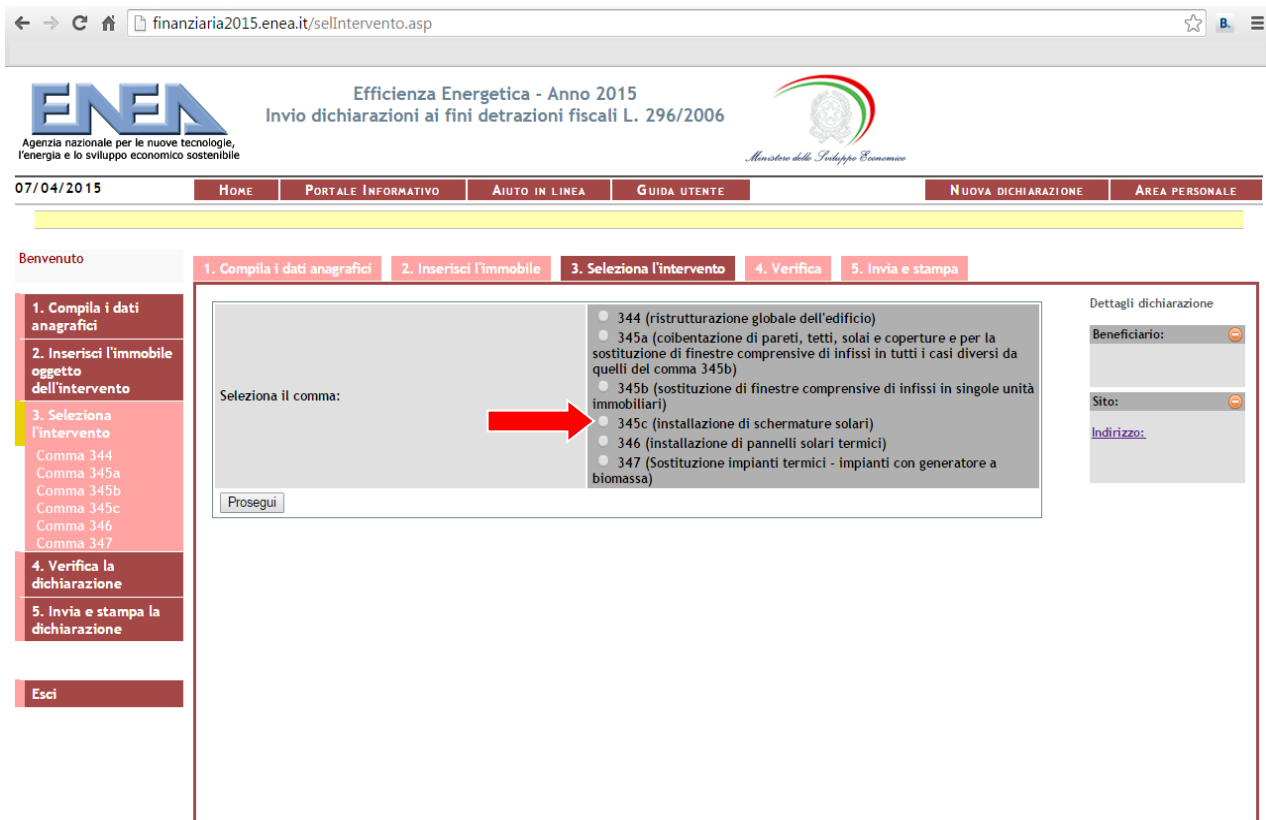 finanziaria2015.enea.it/selIntervento.asp
B.
ENEA
Agenzia nazionale per le nuove tecnologie,
l'energia e lo sviluppo economico sostenibile
Efficienza Energetica - Anno 2015
Invio dichiarazioni ai fini detrazioni fiscali L. 296/2006
Ministero dello Sviluppo Economico
07/04/2015
HOME
PORTALE INFORMATIVO
AIUTO IN LINEA
GUIDA UTENTE
NUOVA DICHIARAZIONE
AREA PERSONALE
Benvenuto
1. Compila i dati anagrafici
2. Inserisci l'immobile oggetto dell'intervento
3. Seleziona l'intervento
Comma 344
Comma 345a
Comma 345b
Comma 345c
Comma 346
Comma 347
4. Verifica la dichiarazione
5. Invia e stampa la dichiarazione
Esci
1. Compila i dati anagrafici
2. Inserisci l'immobile
3. Seleziona l'intervento
4. Verifica
5. Invia e stampa
Seleziona il comma:
344 (ristrutturazione globale dell'edificio)
345a (coibentazione di pareti, tetti, solai e coperture e per la
sostituzione di finestre comprensive di infissi in tutti i casi diversi da
quelli del comma 345b)
345b (sostituzione di finestre comprensive di infissi in singole unità
immobiliari)
345c (installazione di schermature solari)
346 (installazione di pannelli solari termici)
347 (Sostituzione impianti termici - impianti con generatore a
biomassa)
Prosegui
Dettagli dichiarazione
Beneficiario:
Sito:
Indirizzo: